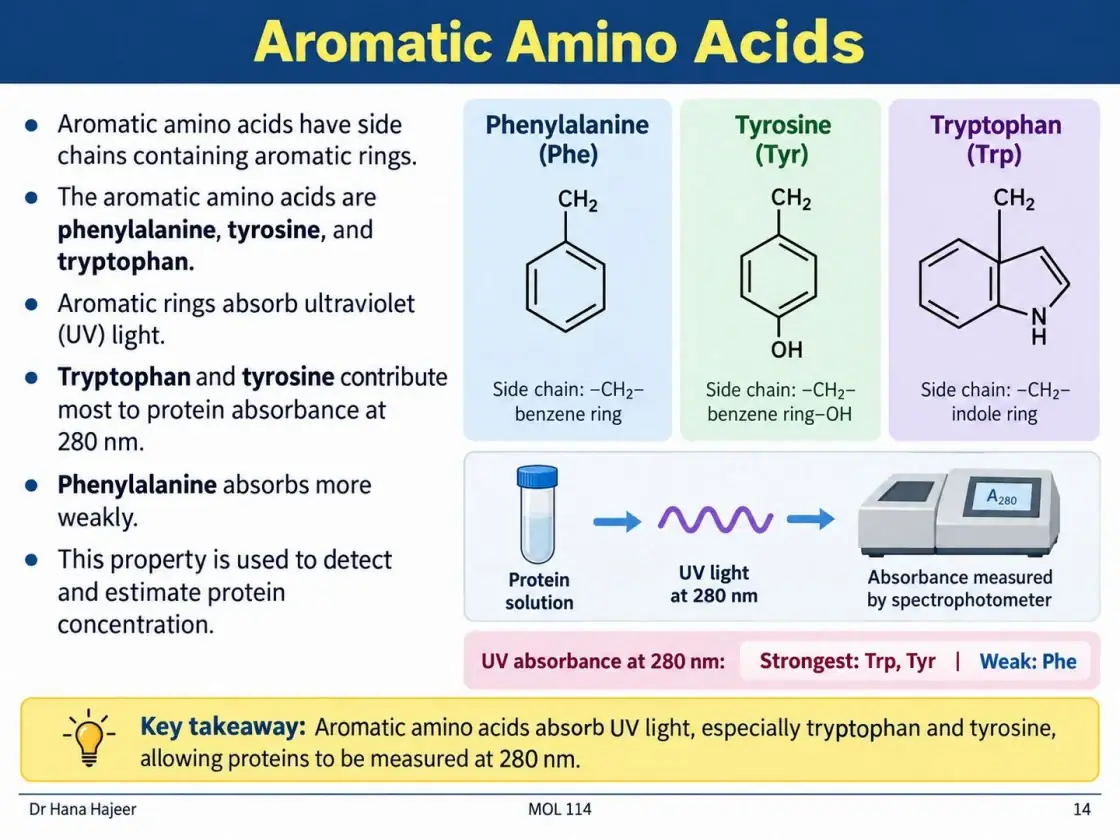 Aromatic Amino Acids
• Aromatic amino acids have side
chains containing aromatic rings.
• The aromatic amino acids are
phenylalanine, tyrosine, and
tryptophan.
• Aromatic rings absorb ultraviolet
(UV) light.
• Tryptophan and tyrosine contribute
most to protein absorbance at
280 nm.
• Phenylalanine absorbs more
weakly.
• This property is used to detect
and estimate protein
concentration.
Phenylalanine
(Phe)
CH₂
Side chain: –CH₂–
benzene ring
Tyrosine
(Tyr)
CH₂
OH
Side chain: –CH₂–
benzene ring–OH
Tryptophan
(Trp)
CH₂
N
H
Side chain: –CH₂–
indole ring
Protein
solution
UV light
at 280 nm
A₂₈₀
Absorbance measured
by spectrophotometer
UV absorbance at 280 nm: Strongest: Trp, Tyr | Weak: Phe
Key takeaway: Aromatic amino acids absorb UV light, especially tryptophan and tyrosine,
allowing proteins to be measured at 280 nm.
Dr Hana Hajeer MOL 114 14